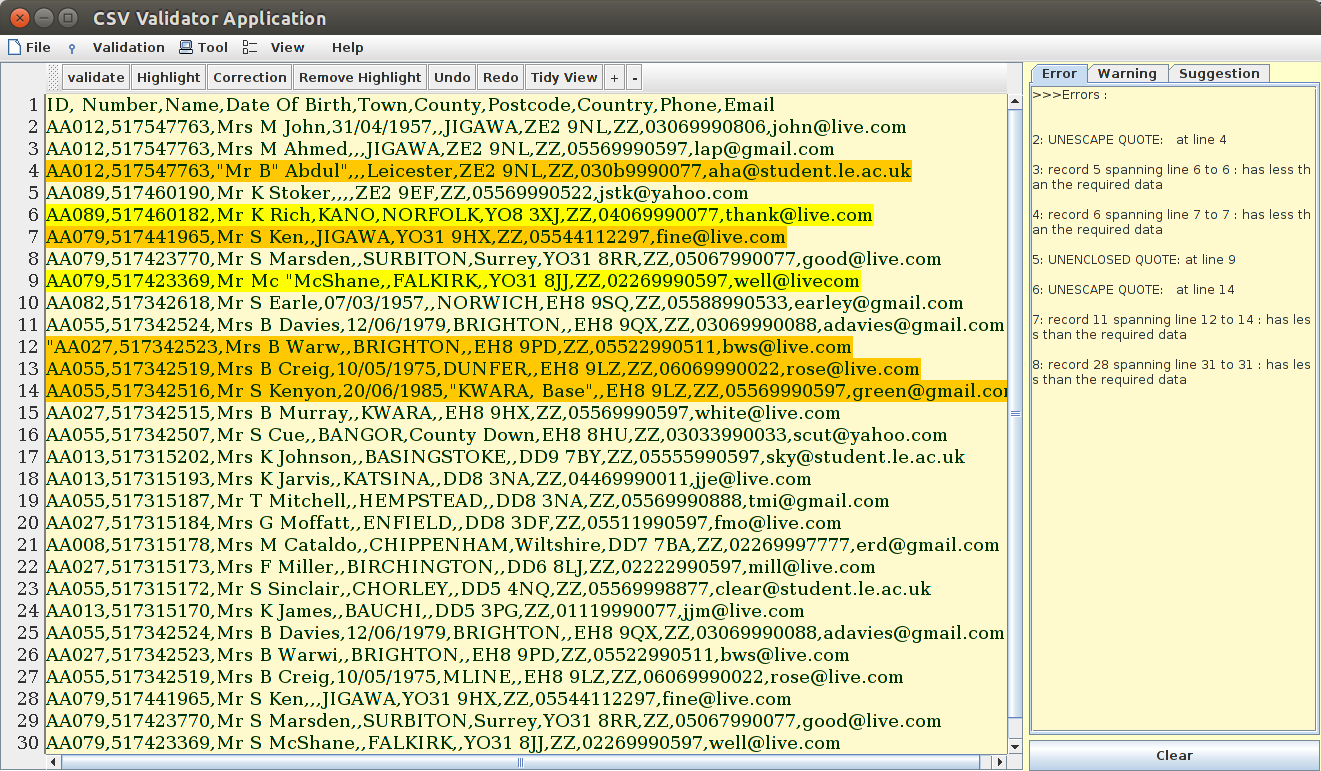 CSV Validator Application
File Validation Tool View Help
validate Highlight Correction Remove Highlight Undo Redo Tidy View + -
1 ID, Number,Name,Date Of Birth,Town,County,Postcode,Country,Phone,Email
2 AA012,517547763,Mrs M John,31/04/1957,,JIGAWA,ZE2 9NL,ZZ,03069990806,john@live.com
3 AA012,517547763,Mrs M Ahmed,,,JIGAWA,ZE2 9NL,ZZ,05569990597,lap@gmail.com
4 AA012,517547763,"Mr B" Abdul",,,Leicester,ZE2 9NL,ZZ,030b9990077,aha@student.le.ac.uk
5 AA089,517460190,Mr K Stoker,,,,ZE2 9EF,ZZ,05569990522,jstk@yahoo.com
6 AA089,517460182,Mr K Rich,KANO,NORFOLK,YO8 3XJ,ZZ,04069990077,thank@live.com
7 AA079,517441965,Mr S Ken,,JIGAWA,YO31 9HX,ZZ,05544112297,fine@live.com
8 AA079,517423770,Mr S Marsden,,SURBITON,Surrey,YO31 8RR,ZZ,05067990077,good@live.com
9 AA079,517423369,Mr Mc "McShane,,FALKIRK,,YO31 8JJ,ZZ,02269990597,well@livecom
10 AA082,517342618,Mr S Earle,07/03/1957,,NORWICH,EH8 9SQ,ZZ,05588990533,earley@gmail.com
11 AA055,517342524,Mrs B Davies,12/06/1979,BRIGHTON,,EH8 9QX,ZZ,03069990088,adavies@gmail.com
12 "AA027,517342523,Mrs B Warw,,BRIGHTON,,EH8 9PD,ZZ,05522990511,bws@live.com
13 AA055,517342519,Mrs B Creig,10/05/1975,DUNFER,,EH8 9LZ,ZZ,06069990022,rose@live.com
14 AA055,517342516,Mr S Kenyon,20/06/1985,"KWARA, Base",,EH8 9LZ,ZZ,05569990597,green@gmail.co
15 AA027,517342515,Mrs B Murray,,KWARA,,EH8 9HX,ZZ,05569990597,white@live.com
16 AA055,517342507,Mr S Cue,,BANGOR,County Down,EH8 8HU,ZZ,03033990033,scut@yahoo.com
17 AA013,517315202,Mrs K Johnson,,BASINGSTOKE,,DD9 7BY,ZZ,05555990597,sky@student.le.ac.uk
18 AA013,517315193,Mrs K Jarvis,,KATSINA,,DD8 3NA,ZZ,04469990011,jje@live.com
19 AA055,517315187,Mr T Mitchell,,HEMPSTEAD,,DD8 3NA,ZZ,05569990888,tmi@gmail.com
20 AA027,517315184,Mrs G Moffatt,,ENFIELD,,DD8 3DF,ZZ,05511990597,fmo@live.com
21 AA008,517315178,Mrs M Cataldo,,CHIPPENHAM,Wiltshire,DD7 7BA,ZZ,02269997777,erd@gmail.com
22 AA027,517315173,Mrs F Miller,,BIRCHINGTON,,DD6 8LJ,ZZ,02222990597,mill@live.com
23 AA055,517315172,Mr S Sinclair,,CHORLEY,,DD5 4NQ,ZZ,05569998877,clear@student.le.ac.uk
24 AA013,517315170,Mrs K James,,BAUCHI,,DD5 3PG,ZZ,01119990077,jjm@live.com
25 AA055,517342524,Mrs B Davies,12/06/1979,BRIGHTON,,EH8 9QX,ZZ,03069990088,adavies@gmail.com
26 AA027,517342523,Mrs B Warwi,,BRIGHTON,,EH8 9PD,ZZ,05522990511,bws@live.com
27 AA055,517342519,Mrs B Creig,10/05/1975,MLINE,,EH8 9LZ,ZZ,06069990022,rose@live.com
28 AA079,517441965,Mr S Ken,,,JIGAWA,YO31 9HX,ZZ,05544112297,fine@live.com
29 AA079,517423770,Mr S Marsden,,SURBITON,Surrey,YO31 8RR,ZZ,05067990077,good@live.com
30 AA079,517423369,Mr S McShane,,FALKIRK,,YO31 8JJ,ZZ,02269990597,well@live.com
Error Warning Suggestion
>>>Errors :
2: UNESCAPE QUOTE: at line 4
3: record 5 spanning line 6 to 6 : has less th
an the required data
4: record 6 spanning line 7 to 7 : has less th
an the required data
5: UNENCLOSED QUOTE: at line 9
6: UNESCAPE QUOTE: at line 14
7: record 11 spanning line 12 to 14 : has les
s than the required data
8: record 28 spanning line 31 to 31 : has les
s than the required data
Clear